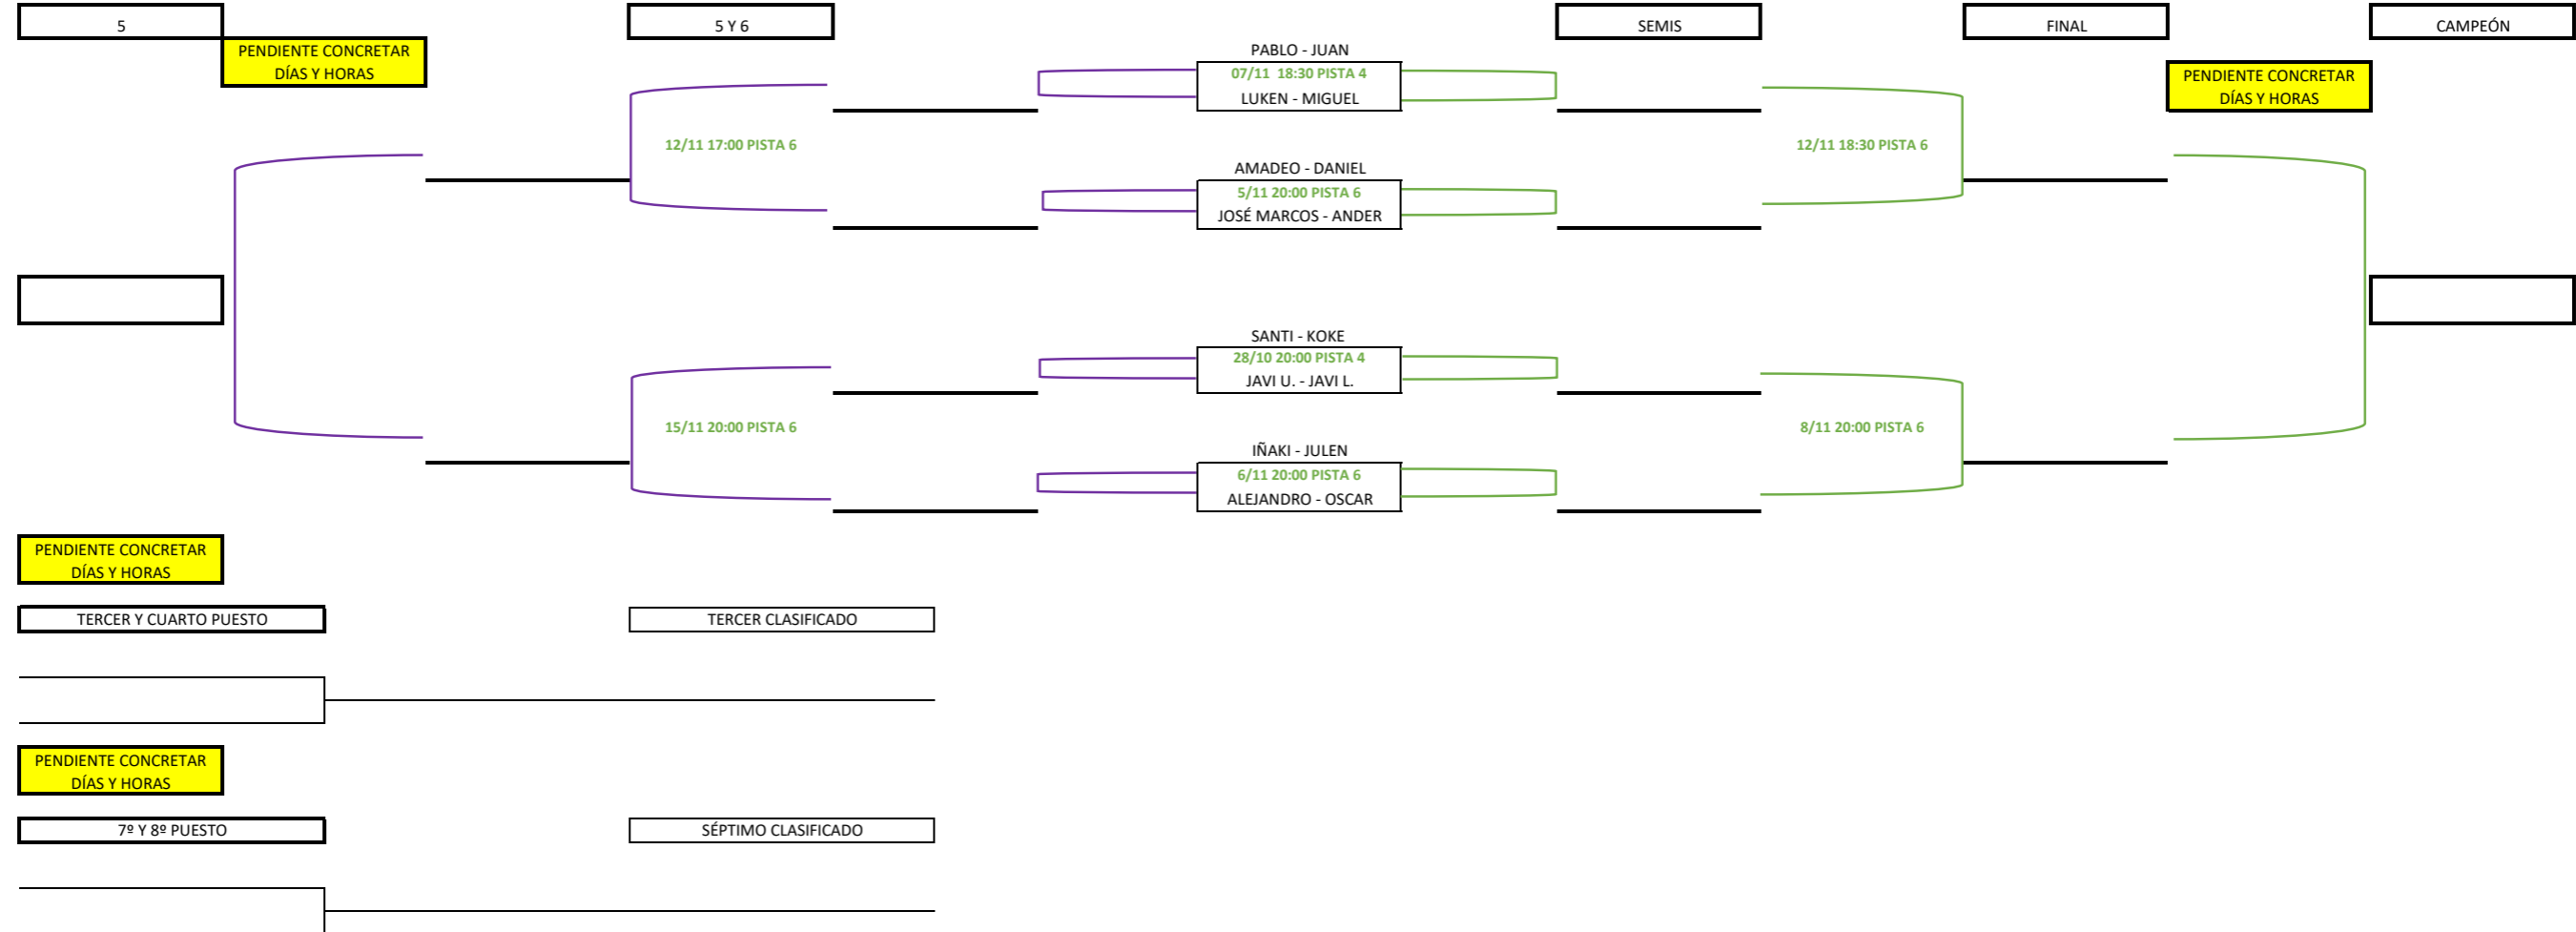 5
5 Y 6
SEMIS
FINAL
CAMPEÓN
PENDIENTE CONCRETAR
DÍAS Y HORAS
PABLO - JUAN
07/11  18:30 PISTA 4
LUKEN - MIGUEL
PENDIENTE CONCRETAR
DÍAS Y HORAS
12/11 17:00 PISTA 6
12/11 18:30 PISTA 6
AMADEO - DANIEL
5/11 20:00 PISTA 6
JOSÉ MARCOS - ANDER
SANTI - KOKE
28/10 20:00 PISTA 4
JAVI U. - JAVI L.
15/11 20:00 PISTA 6
8/11 20:00 PISTA 6
IÑAKI - JULEN
6/11 20:00 PISTA 6
ALEJANDRO - OSCAR
PENDIENTE CONCRETAR
DÍAS Y HORAS
TERCER Y CUARTO PUESTO
TERCER CLASIFICADO
PENDIENTE CONCRETAR
DÍAS Y HORAS
7º Y 8º PUESTO
SÉPTIMO CLASIFICADO